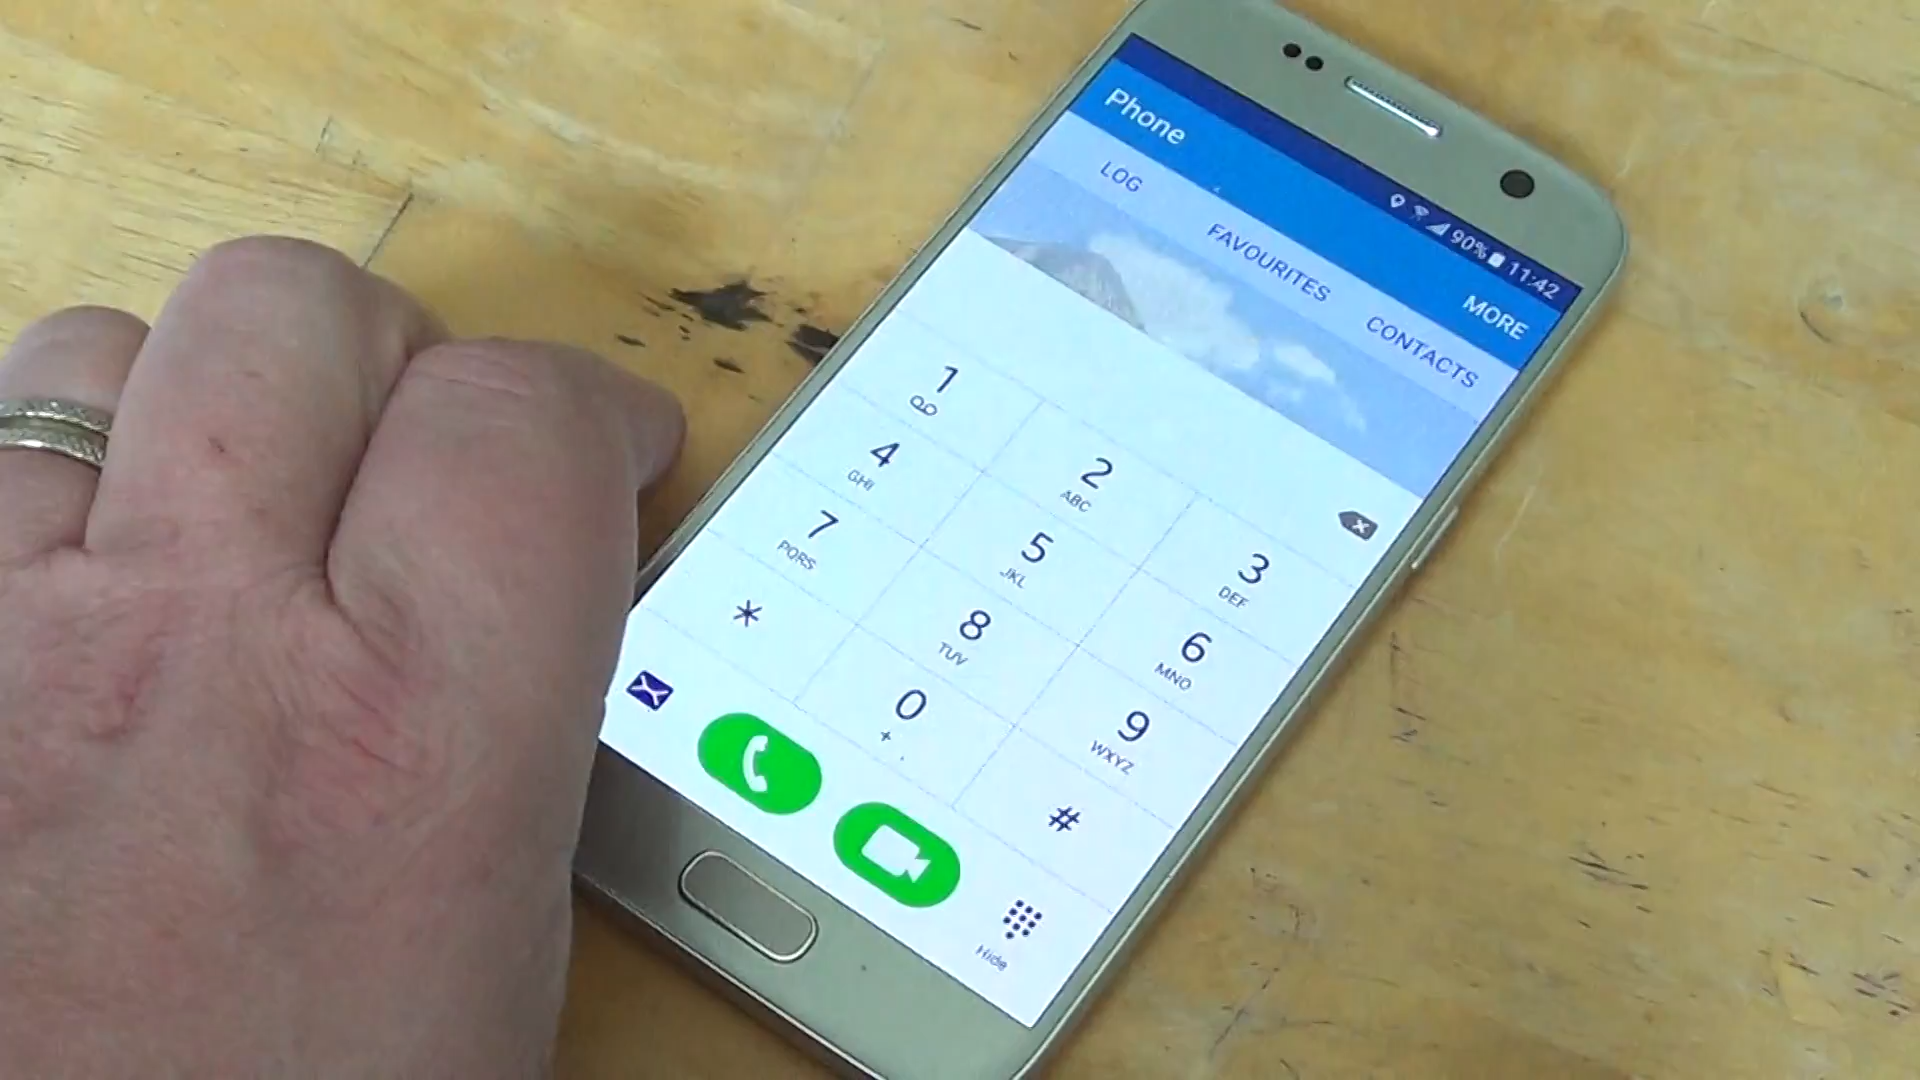 90% 11:42
Phone
MORE
LOG
FAVOURITES
CONTACTS
1
2
ABC
3
DEF
4
GHI
5
JKL
6
MNO
7
PQRS
8
TUV
9
WXYZ
*
0
+
#
Hide